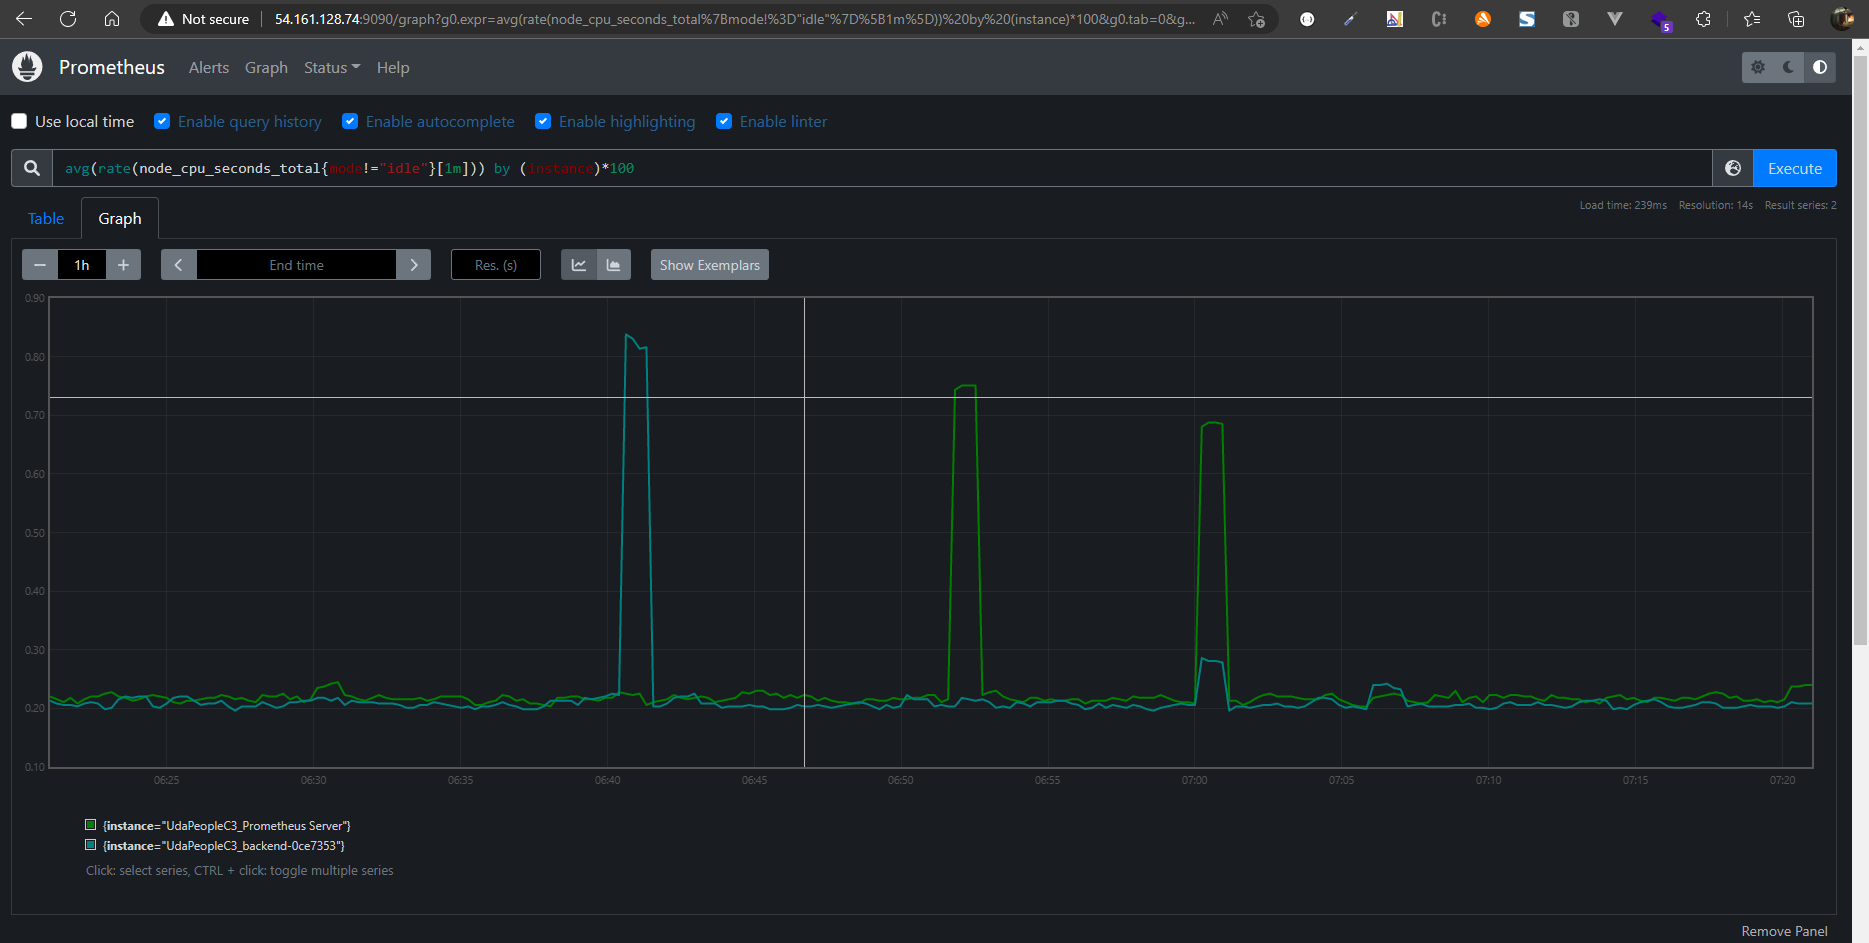 Not secure
54.161.128.74:9090/graph?g0.expr=avg(rate(node_cpu_seconds_total%7Bmode!%3D"idle"%7D%5B1m%5D))%20by%20(instance)*100&g0.tab=0&g...
5
Prometheus Alerts Graph Status Help
Use local time Enable query history Enable autocomplete Enable highlighting Enable linter
avg(rate(node_cpu_seconds_total{mode!="idle"}[1m])) by (instance)*100
Execute
Load time: 239ms Resolution: 14s Result series: 2
Table Graph
1h End time Res. (s) Show Exemplars
0.90
0.80
0.70
0.60
0.50
0.40
0.30
0.20
0.10
06:25 06:30 06:35 06:40 06:45 06:50 06:55 07:00 07:05 07:10 07:15 07:20
{instance="UdaPeopleC3_Prometheus Server"}
{instance="UdaPeopleC3_backend-0ce7353"}
Click: select series, CTRL + click: toggle multiple series
Remove Panel